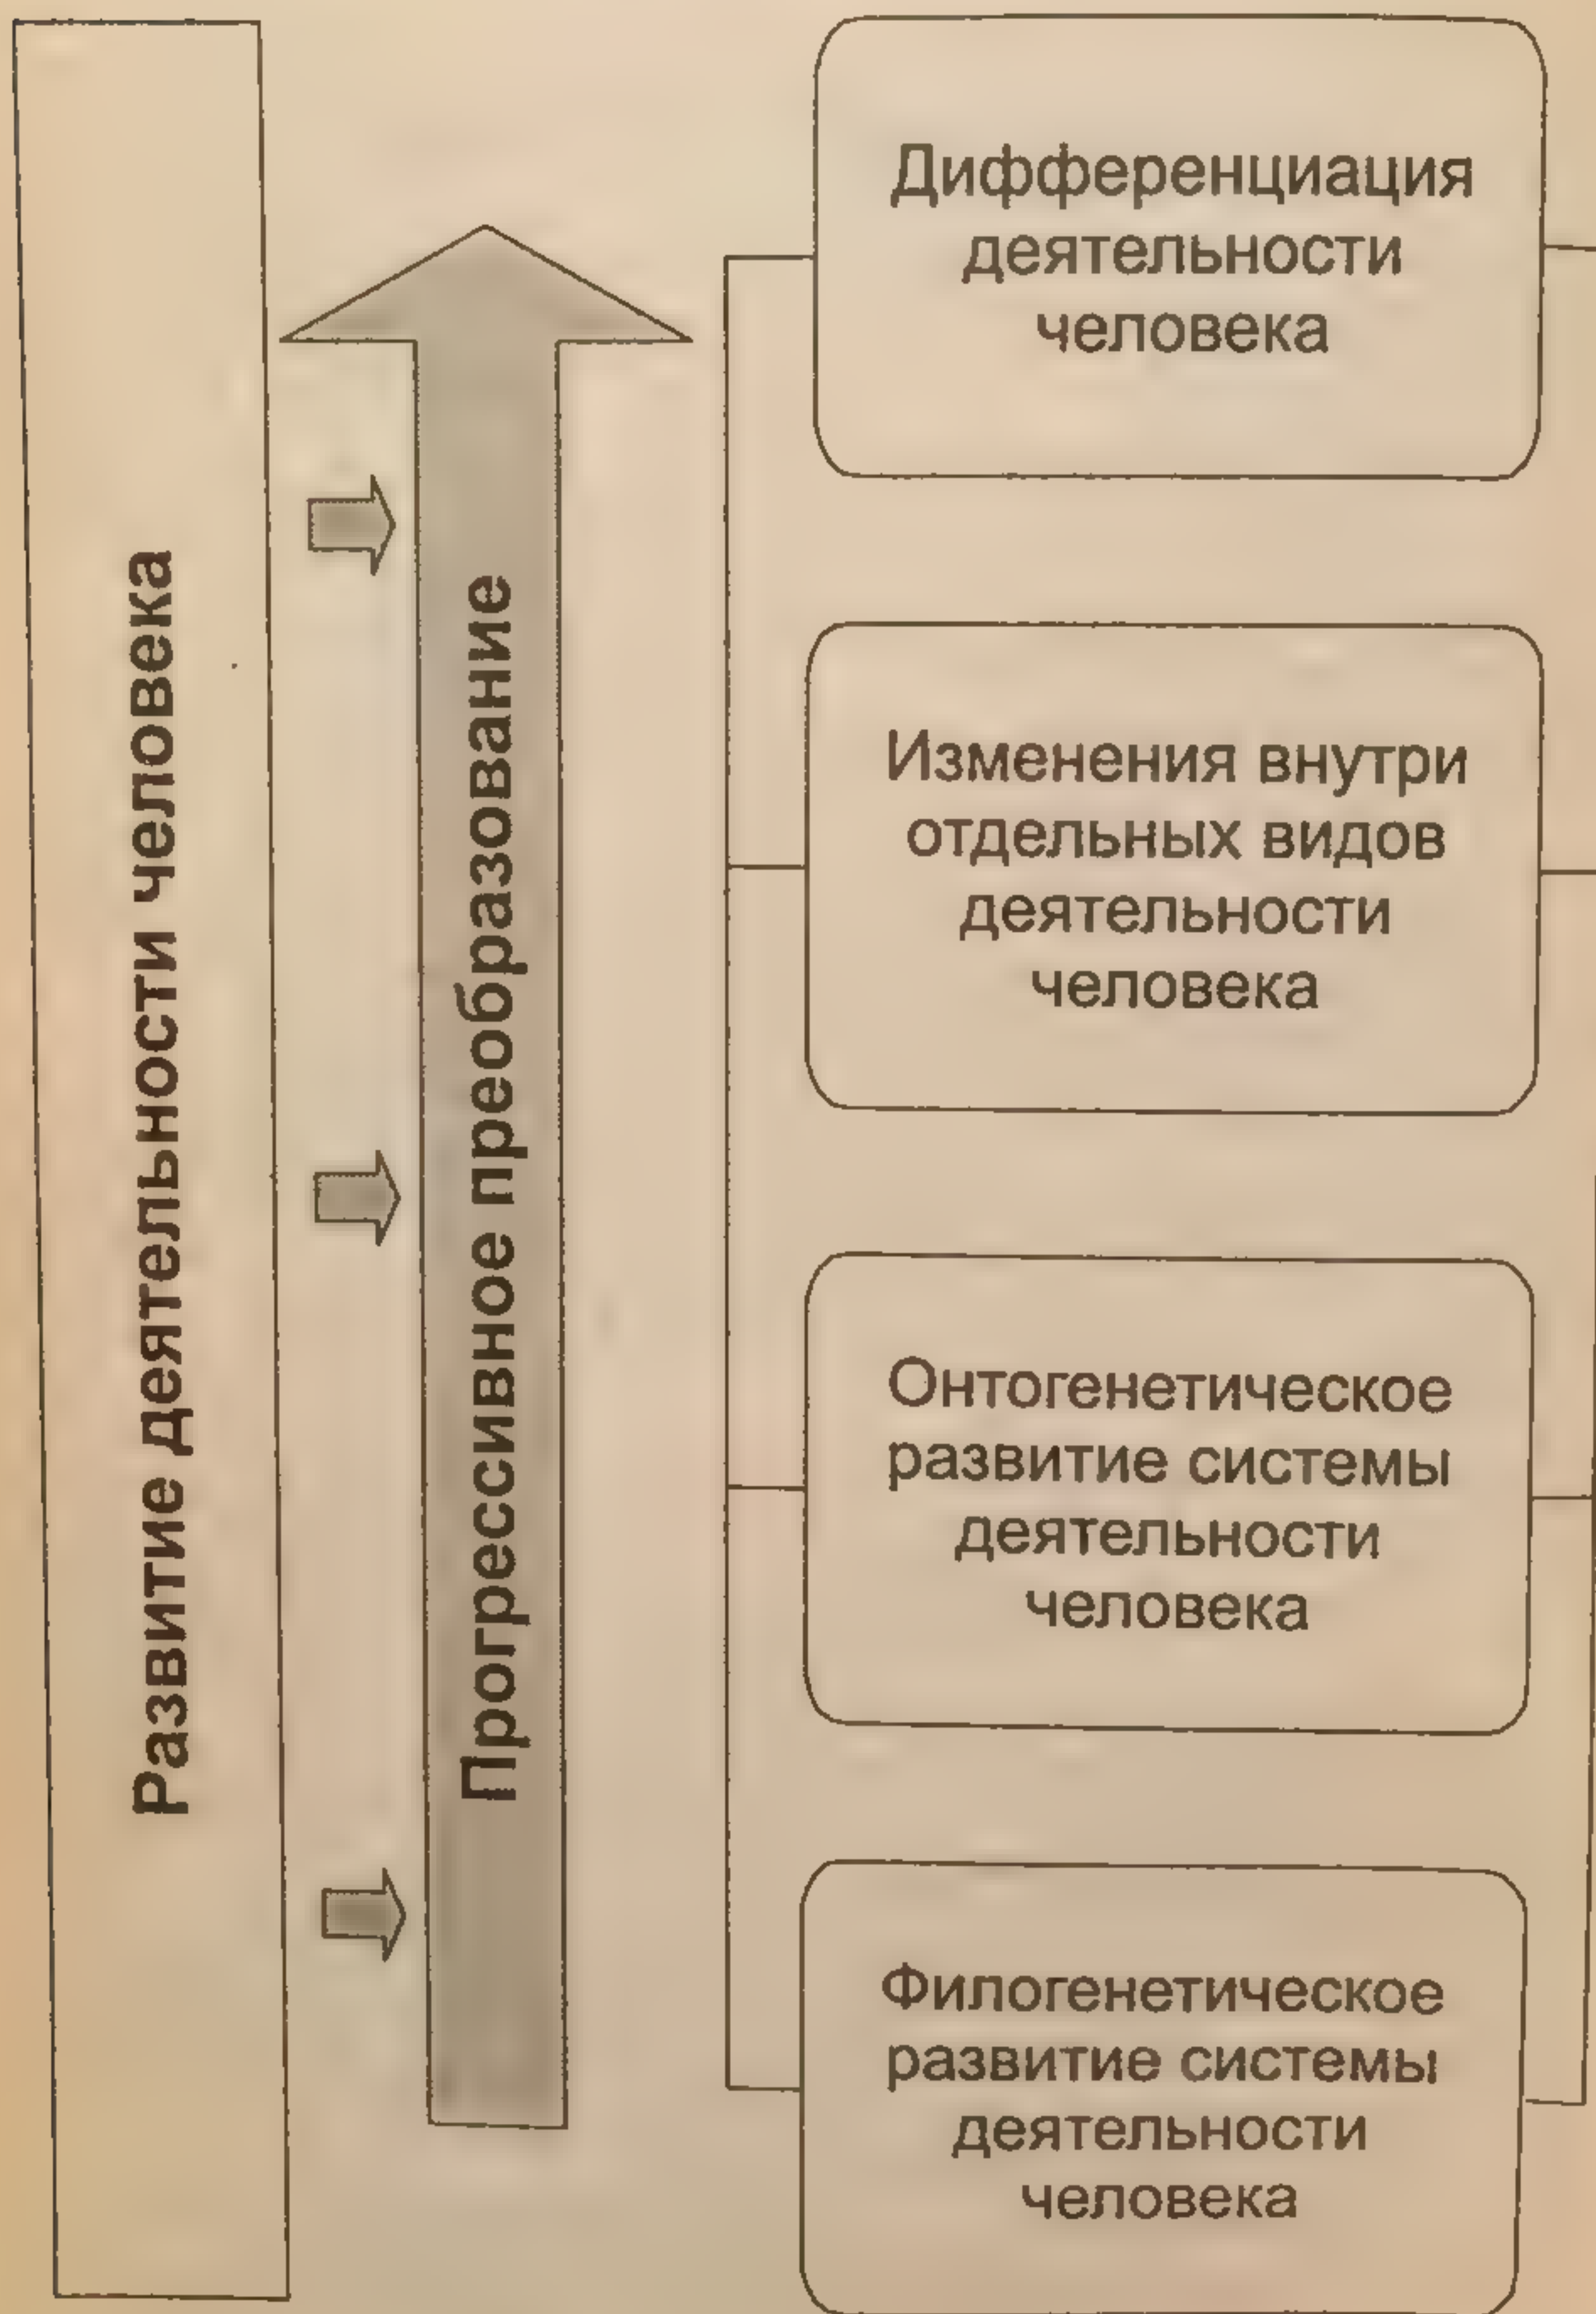 Развитие деятельности человека
Прогрессивное преобразование
Дифференциация
деятельности
человека
Изменения внутри
отдельных видов
деятельности
человека
Онтогенетическое
развитие системы
деятельности
человека
Филогенетическое
развитие системы
деятельности
человека